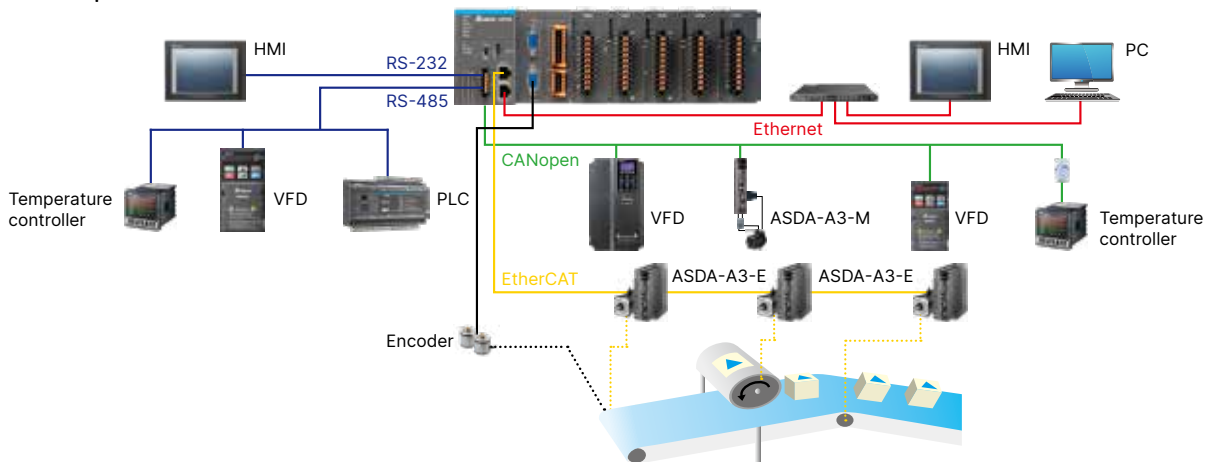 HMI
RS-232
RS-485
HMI
PC
Ethernet
CANopen
Temperature
controller
VFD
PLC
VFD
ASDA-A3-M
VFD
Temperature
controller
EtherCAT
ASDA-A3-E
ASDA-A3-E
Encoder